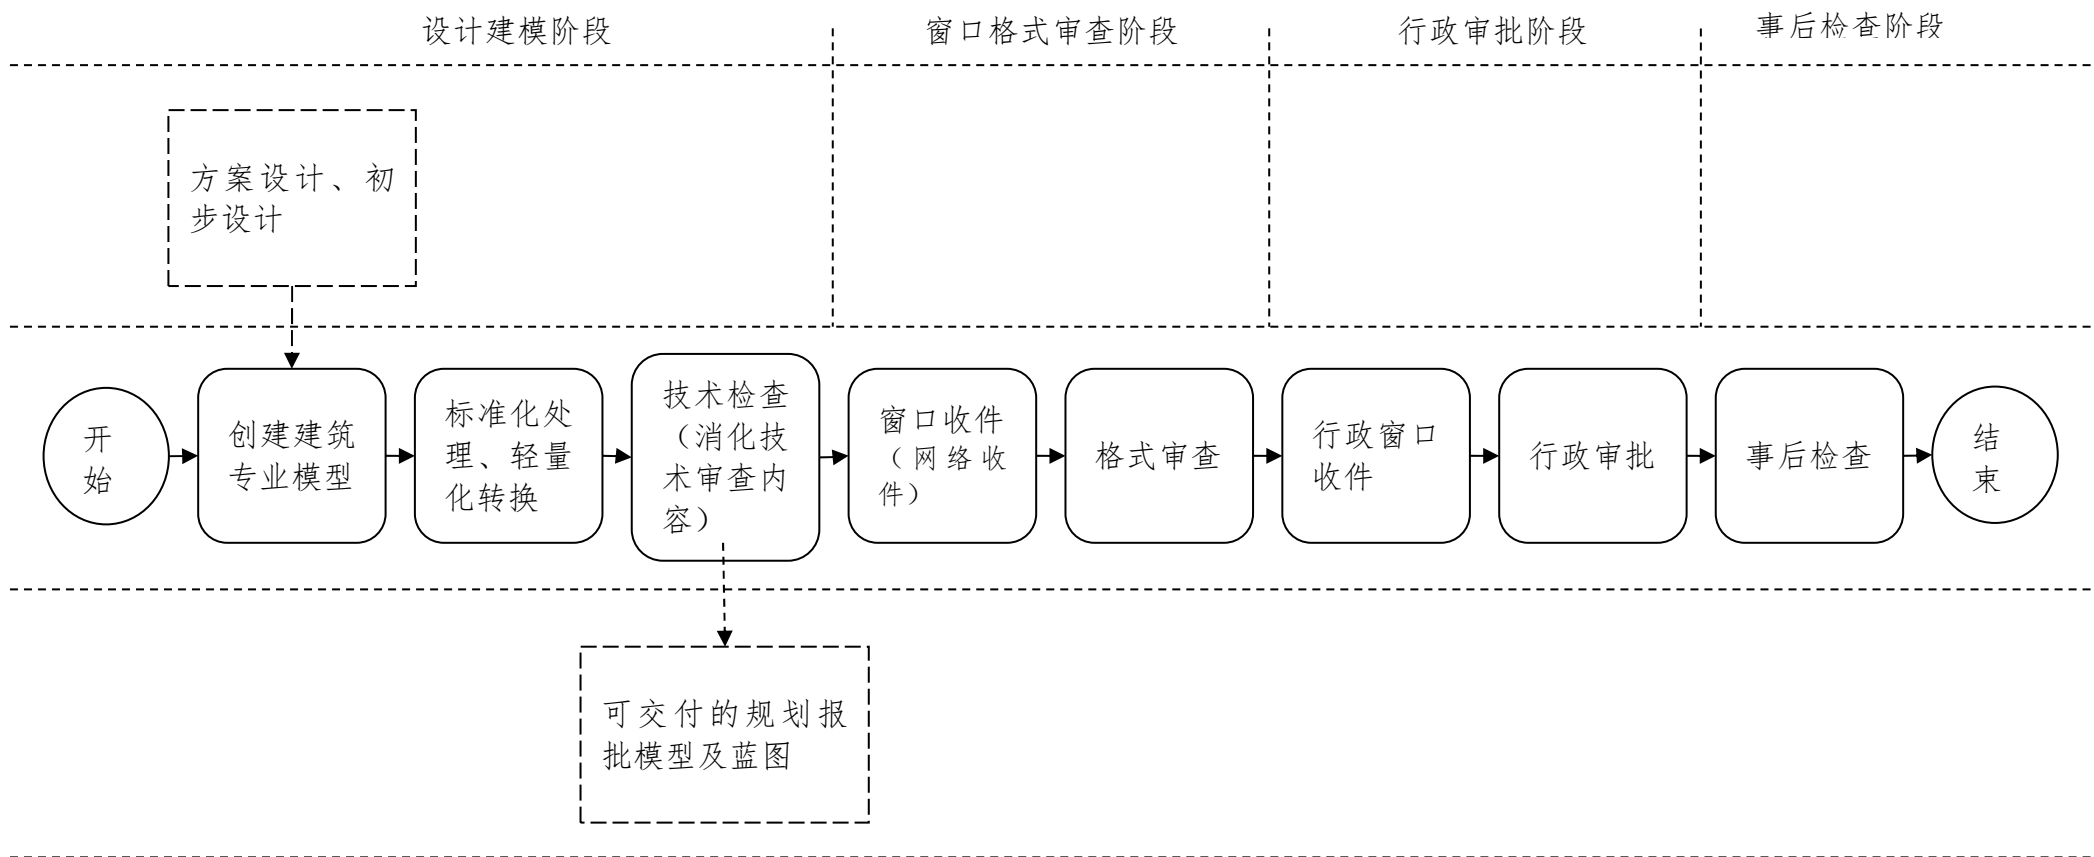 设计建模阶段
窗口格式审查阶段
行政审批阶段
事后检查阶段
方案设计、初
步设计
开
始
创建建筑
专业模型
标准化处
理、轻量
化转换
技术检查
（消化技
术审查内
容）
窗口收件
（网络收
件）
格式审查
行政窗口
收件
行政审批
事后检查
结
束
可交付的规划报
批模型及蓝图